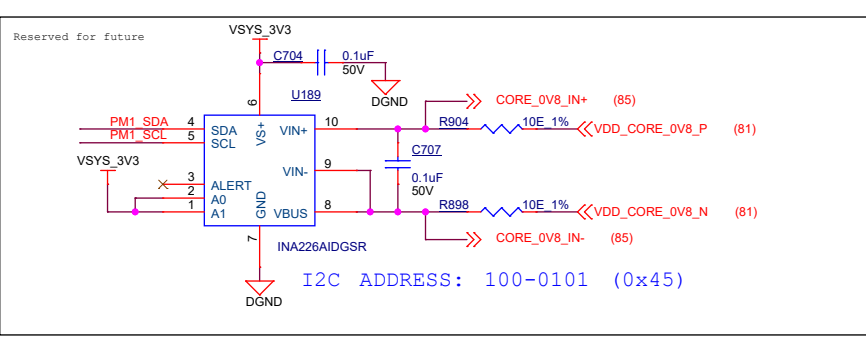 Reserved for future
VSYS_3V3
C704
0.1uF
50V
DGND
U189
6
VS+
CORE_0V8_IN+ (85)
PM1_SDA 4 SDA
VIN+ 10
R904 10E_1% VDD_CORE_0V8_P (81)
PM1_SCL 5 SCL
C707
VSYS_3V3
VIN- 9
0.1uF
50V
3 ALERT
2 A0
1 A1
GND
VBUS 8
R898 10E_1% VDD_CORE_0V8_N (81)
7
INA226AIDGSR
CORE_0V8_IN- (85)
I2C ADDRESS: 100-0101 (0x45)
DGND